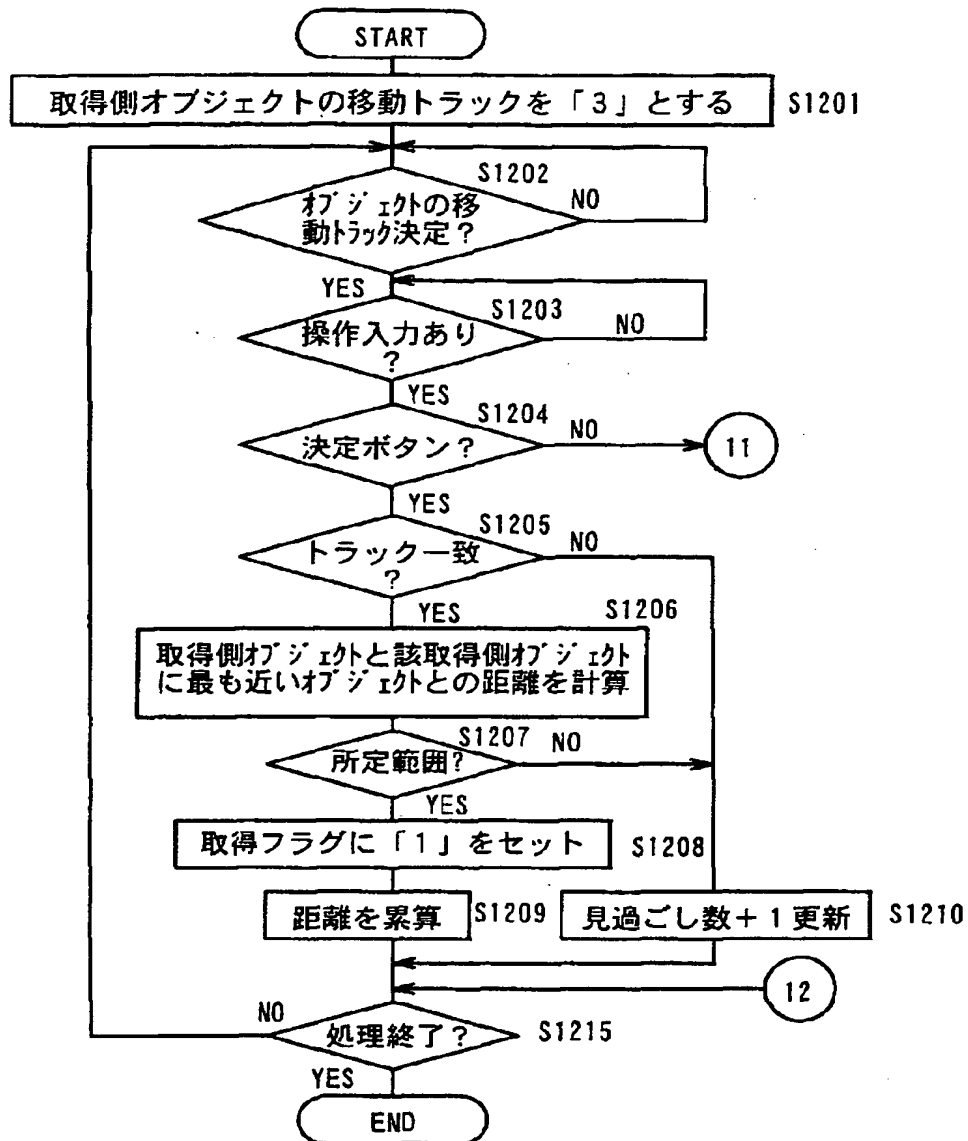 START
取得側オブジェクトの移動トラックを「3」とする
S1201
S1202
オブジェクトの移
動トラック決定?
NO
YES
S1203
操作入力あり
?
NO
YES
S1204
決定ボタン?
NO
11
YES
S1205
トラック一致
?
NO
YES
S1206
取得側オブジェクトと該取得側オブジェクト
に最も近いオブジェクトとの距離を計算
S1207
所定範囲?
NO
YES
取得フラグに「1」をセット
S1208
距離を累算
S1209
見過ごし数+1更新
S1210
12
NO
処理終了?
S1215
YES
END